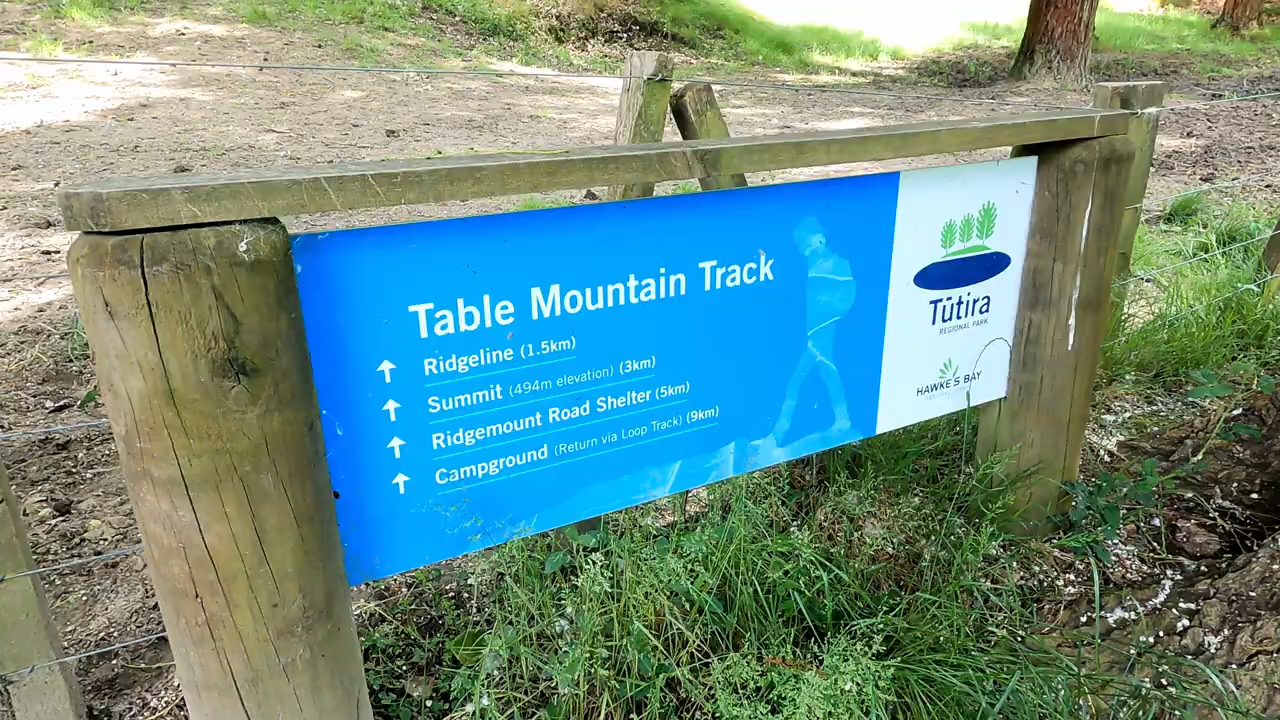 Table Mountain Track
Ridgeline (1.5km)
Summit (494m elevation) (3km)
Ridgemount Road Shelter (5km)
Campground (Return via Loop Track) (9km)
Tūtira
REGIONAL PARK
HAWKE'S BAY